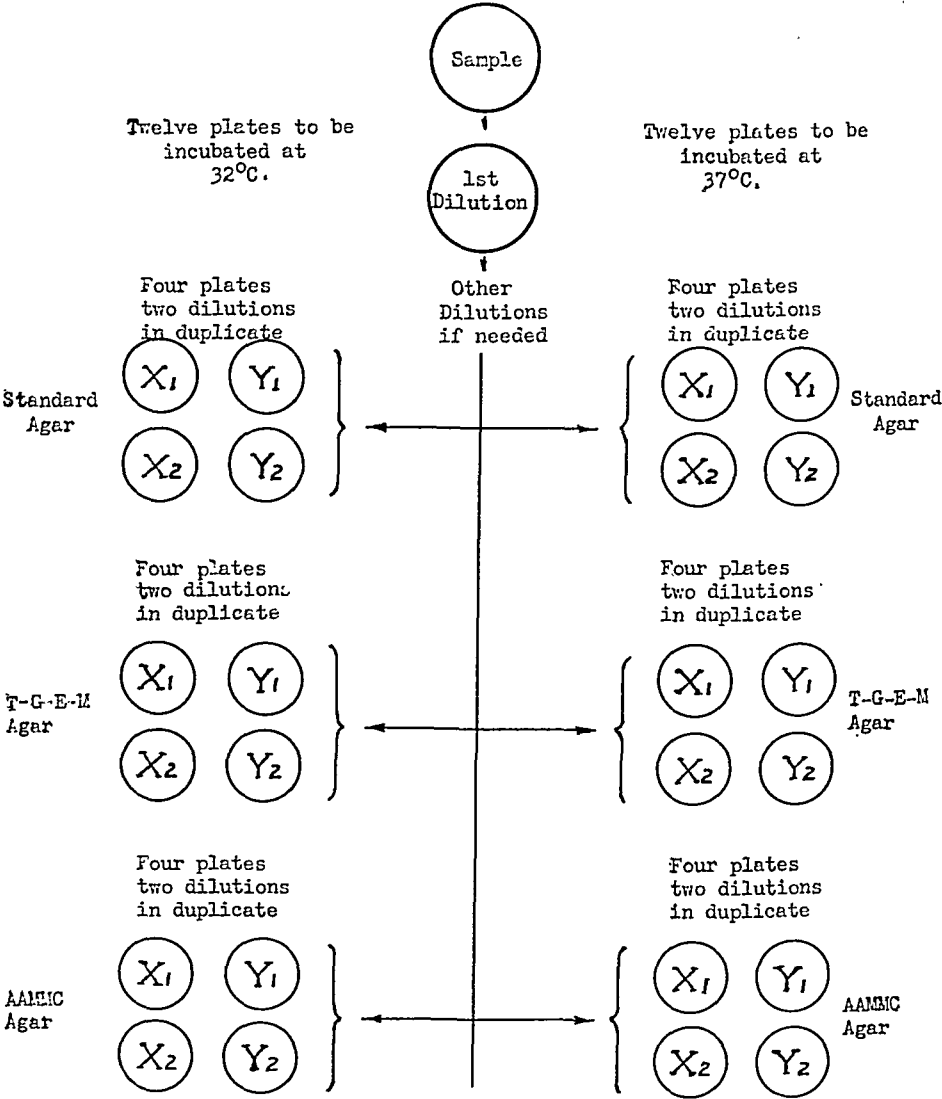 Sample
Twelve plates to be
incubated at
32°C.
Twelve plates to be
incubated at
37°C.
1st
Dilution
Other
Dilutions
if needed
Four plates
two dilutions
in duplicate
Standard
Agar
X1 Y1
X2 Y2
Four plates
two dilutions
in duplicate
X1 Y1
X2 Y2
Standard
Agar
Four plates
two dilutions
in duplicate
T-G-E-M
Agar
X1 Y1
X2 Y2
Four plates
two dilutions
in duplicate
X1 Y1
X2 Y2
T-G-E-M
Agar
Four plates
two dilutions
in duplicate
Agar
X1 Y1
X2 Y2
Four plates
two dilutions
in duplicate
X1 Y1
X2 Y2
AAMMC
Agar